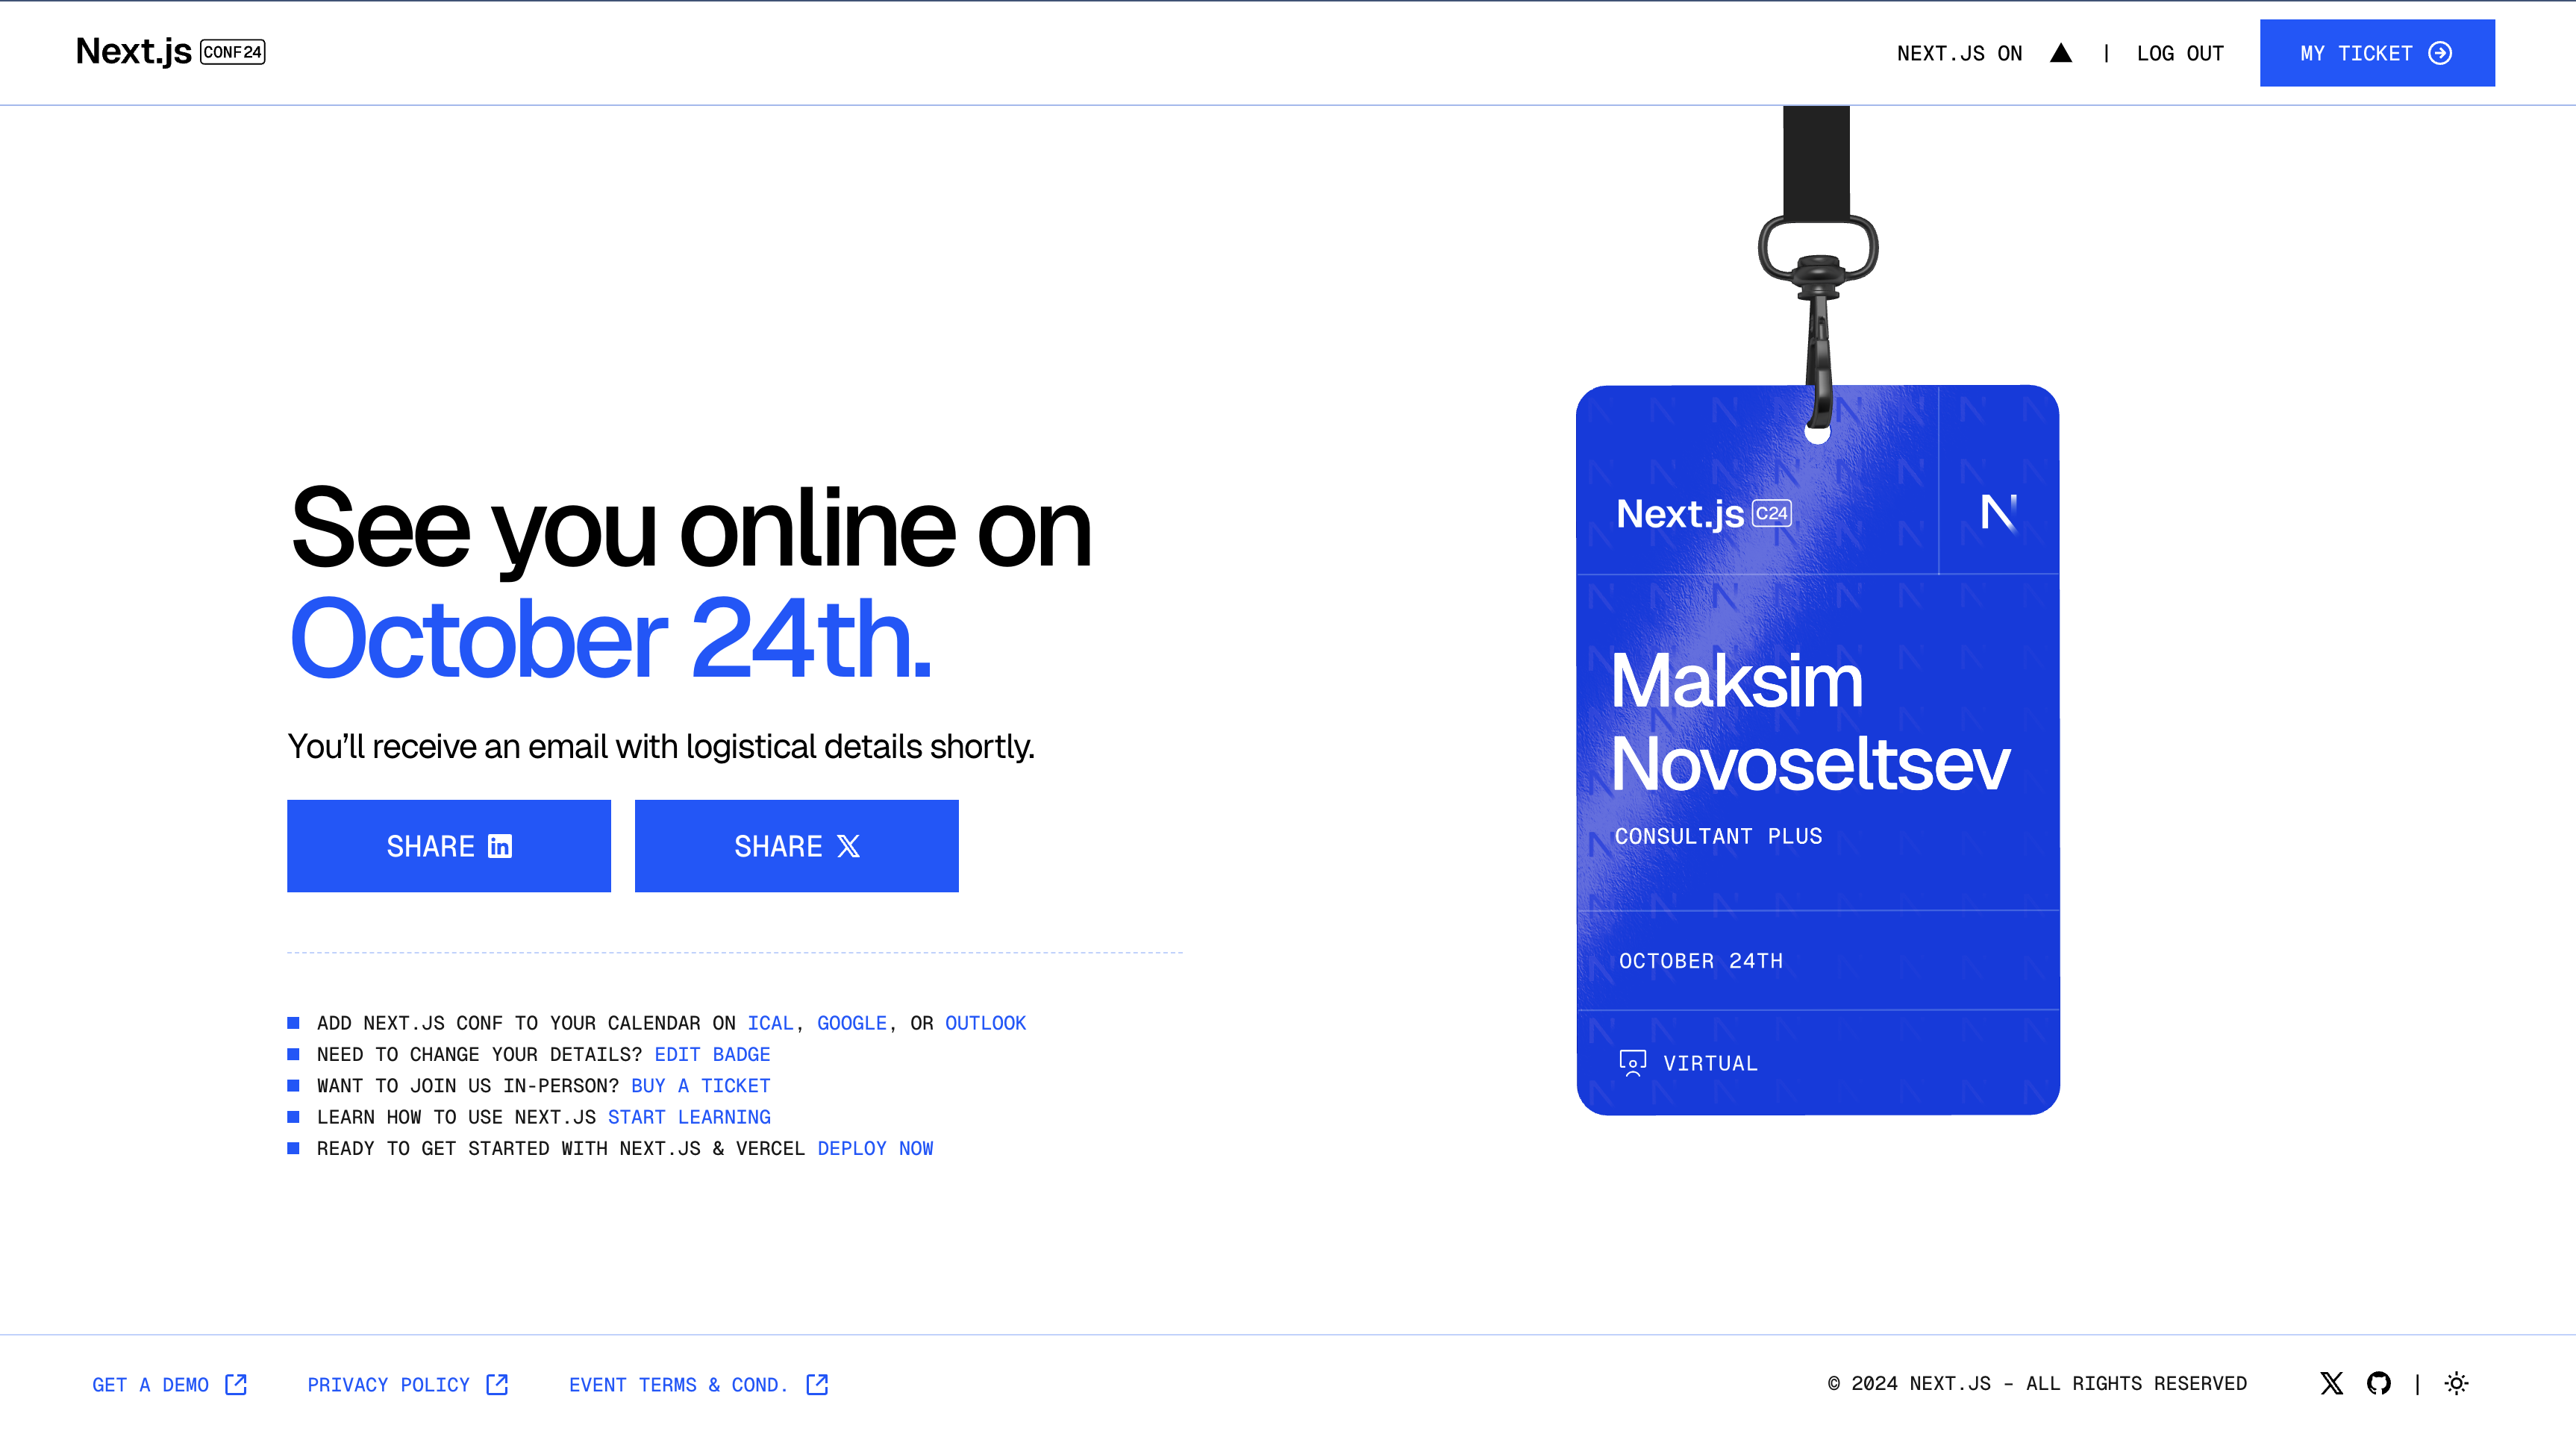 Next.js CONF24
NEXT.JS ON | LOG OUT MY TICKET
Next.js C24
See you online on
October 24th.
You’ll receive an email with logistical details shortly.
SHARE SHARE
ADD NEXT.JS CONF TO YOUR CALENDAR ON ICAL, GOOGLE, OR OUTLOOK
NEED TO CHANGE YOUR DETAILS? EDIT BADGE
WANT TO JOIN US IN-PERSON? BUY A TICKET
LEARN HOW TO USE NEXT.JS START LEARNING
READY TO GET STARTED WITH NEXT.JS & VERCEL DEPLOY NOW
Maksim
Novoseltsev
CONSULTANT PLUS
OCTOBER 24TH
VIRTUAL
GET A DEMO PRIVACY POLICY EVENT TERMS & COND.
© 2024 NEXT.JS – ALL RIGHTS RESERVED |